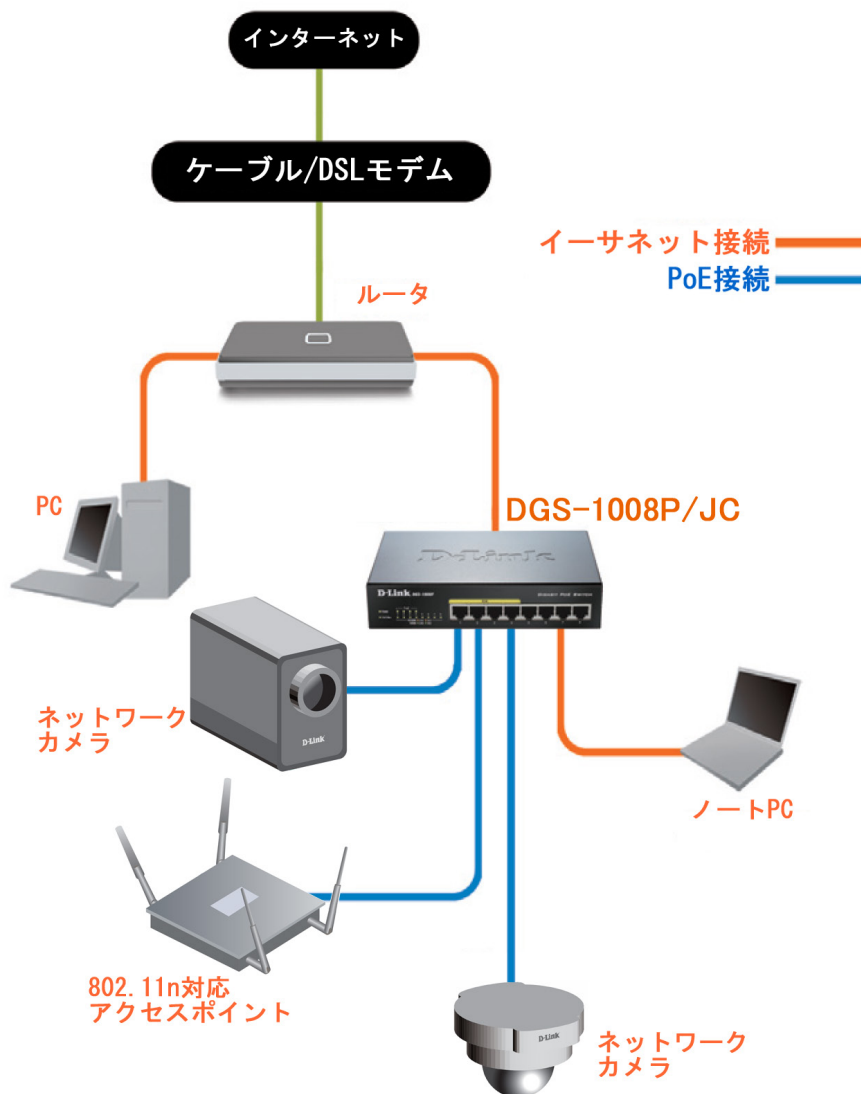 インターネット
ケーブル/DSLモデム
イーサネット接続
PoE接続
ルータ
PC
DGS-1008P/JC
D-Link
D-Link
GIGABIT PoE SWITCH
ネットワーク
カメラ
D-Link
ノートPC
802.11n対応
アクセスポイント
D-Link
ネットワーク
カメラ